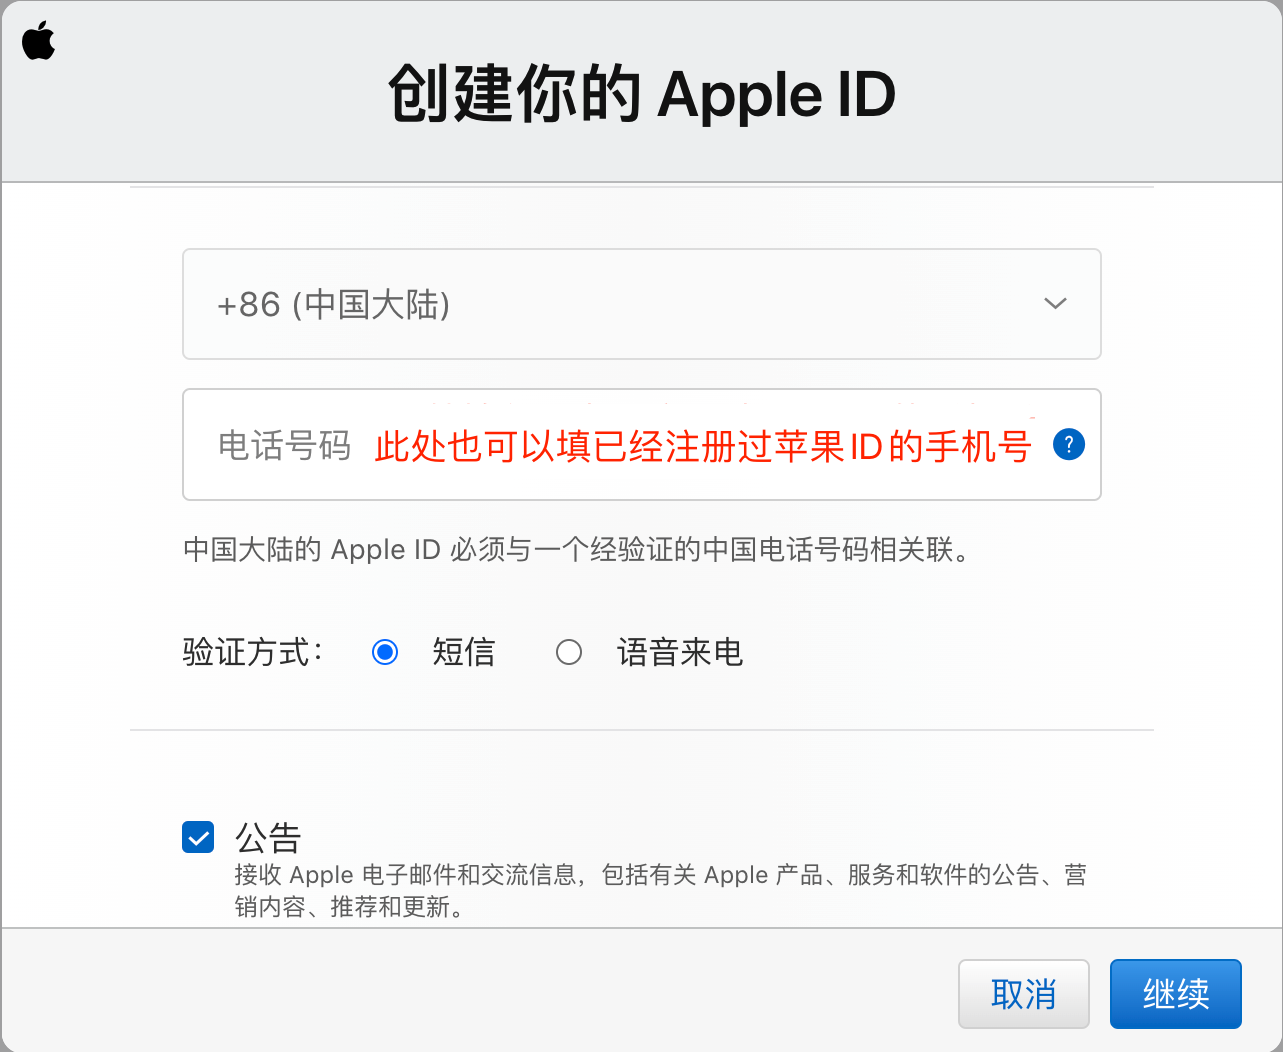 创建你的 Apple ID
+86 (中国大陆)
电话号码 此处也可以填已经注册过苹果ID的手机号 ?
中国大陆的 Apple ID 必须与一个经验证的中国电话号码相关联。
验证方式： 短信 语音来电
公告
接收 Apple 电子邮件和交流信息，包括有关 Apple 产品、服务和软件的公告、营
销内容、推荐和更新。
取消 继续